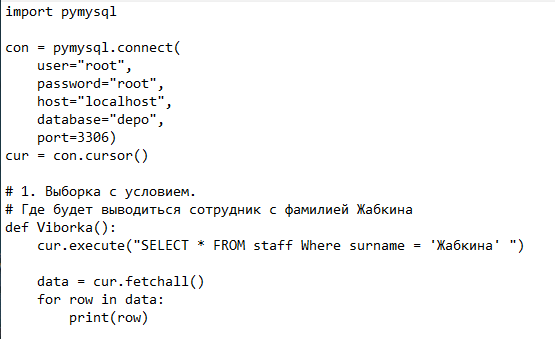 import pymysql
con = pymysql.connect(
user="root",
password="root",
host="localhost",
database="depo",
port=3306)
cur = con.cursor()
# 1. Выборка с условием.
# Где будет выводиться сотрудник с фамилией Жабкина
def Viborka():
cur.execute("SELECT * FROM staff Where surname = 'Жабкина' ")
data = cur.fetchall()
for row in data:
print(row)